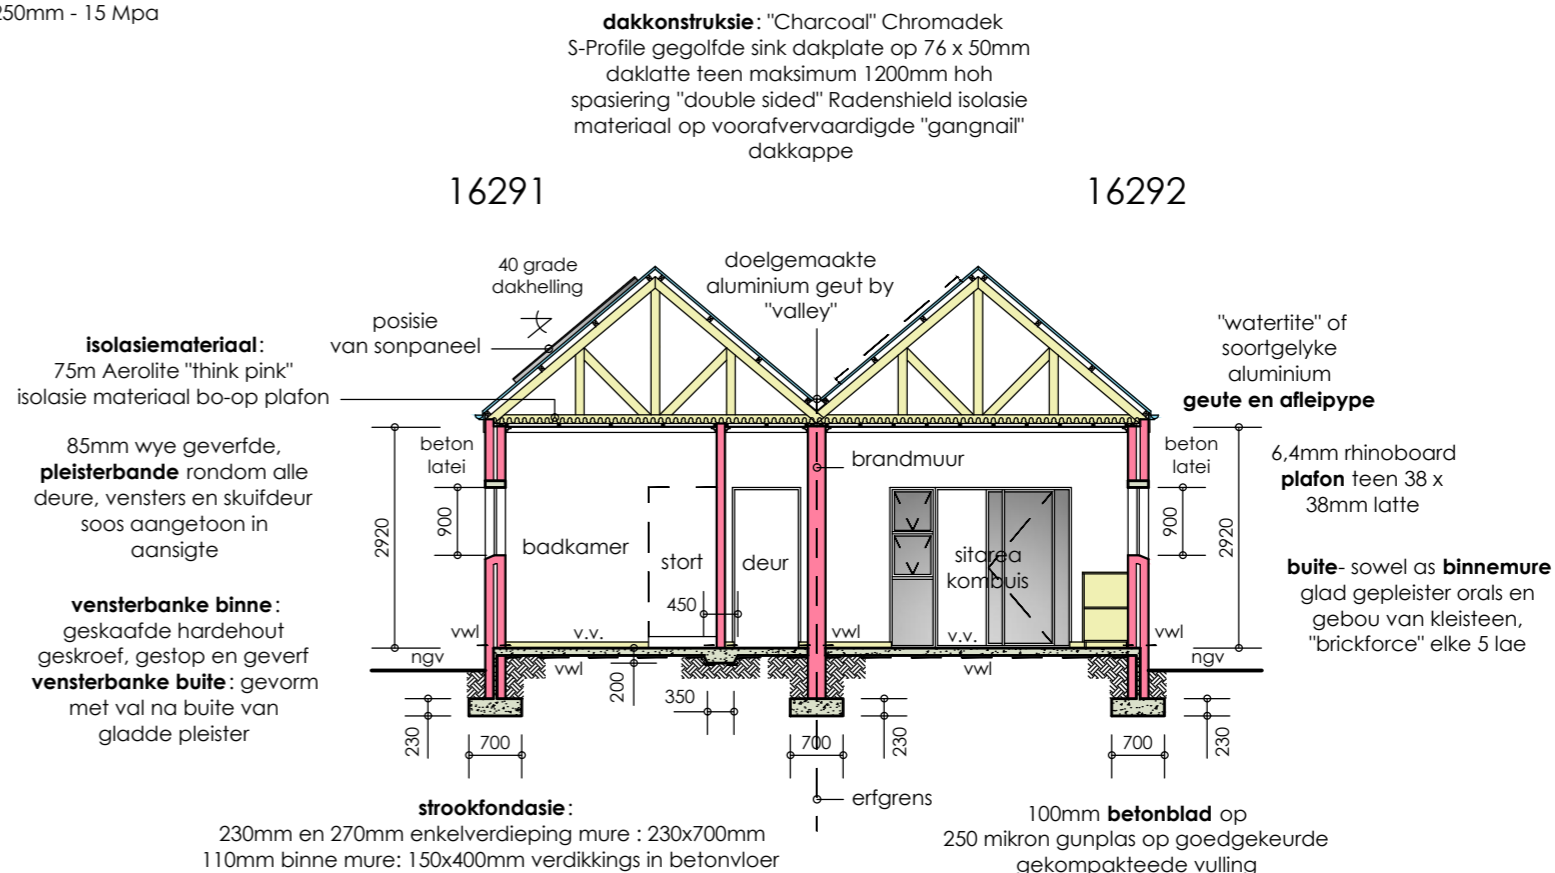 250mm - 15 Mpa
dakkonstruksie: "Charcoal" Chromadek
S-Profile gegolfde sink dakplate op 76 x 50mm
daklatte teen maksimum 1200mm hoh
spasiering "double sided" Radenshield isolasie
materiaal op voorafvervaardigde "gangnail"
dakkappe
16291
16292
40 grade
dakhelling
doelgemaakte
aluminium geut by
"valley"
posisie
van sonpaneel
isolasiemateriaal:
75m Aerolite "think pink"
isolasie materiaal bo-op plafon
"watertite" of
soortgelyke
aluminium
geute en afleipype
85mm wye geverfde,
pleisterbande rondom alle
deure, vensters en skuifdeur
soos aangetoon in
aansigte
beton
latei
brandmuur
beton
latei
6,4mm rhinoboard
plafon teen 38 x
38mm latte
2920
900
badkamer
stort
deur
sitarea
kombuis
900
2920
450
buite- sowel as binnemure
glad gepleister orals en
gebou van kleisteen,
"brickforce" elke 5 lae
vensterbanke binne:
geskaafde hardehout
geskroef, gestop en geverf
vensterbanke buite: gevorm
met val na buite van
gladde pleister
vwl
v.v.
vwl
v.v.
vwl
ngv
vwl
vwl
ngv
200
350
230
700
700
230
700
230
erfgrens
strookfondasie:
230mm en 270mm enkelverdieping mure : 230x700mm
110mm binne mure: 150x400mm verdikkings in betonvloer
100mm betonblad op
250 mikron gunplas op goedgekeurde
gekompakteede vulling